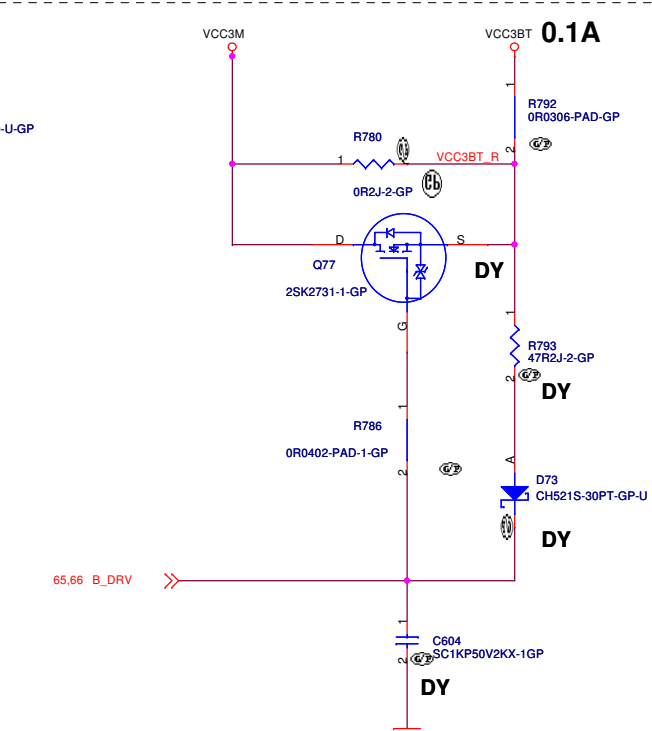 VCC3M
VCC3BT 0.1A
-U-GP
1
R792
0R0306-PAD-GP
2
G/P
R780
1
VCC3BT_R
0R2J-2-GP
D
S
Q77
DY
2SK2731-1-GP
G
1
R793
47R2J-2-GP
2
G/P
DY
1
R786
0R0402-PAD-1-GP
2
G/P
A
D73
CH521S-30PT-GP-U
DY
65,66 B_DRV
1
C604
SC1KP50V2KX-1GP
2
G/P
DY